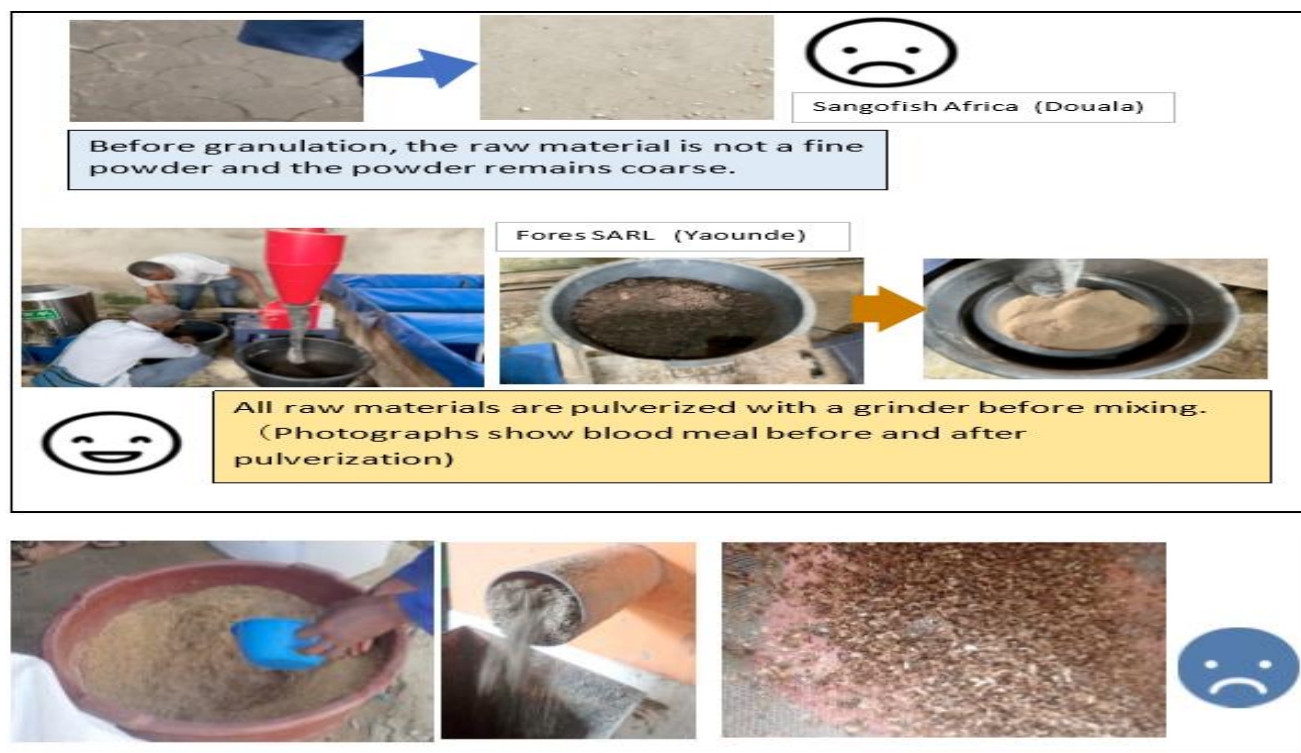 Sangofish Africa (Douala)
Before granulation, the raw material is not a fine
powder and the powder remains coarse.
Fores SARL (Yaounde)
All raw materials are pulverized with a grinder before mixing.
（Photographs show blood meal before and after
pulverization)